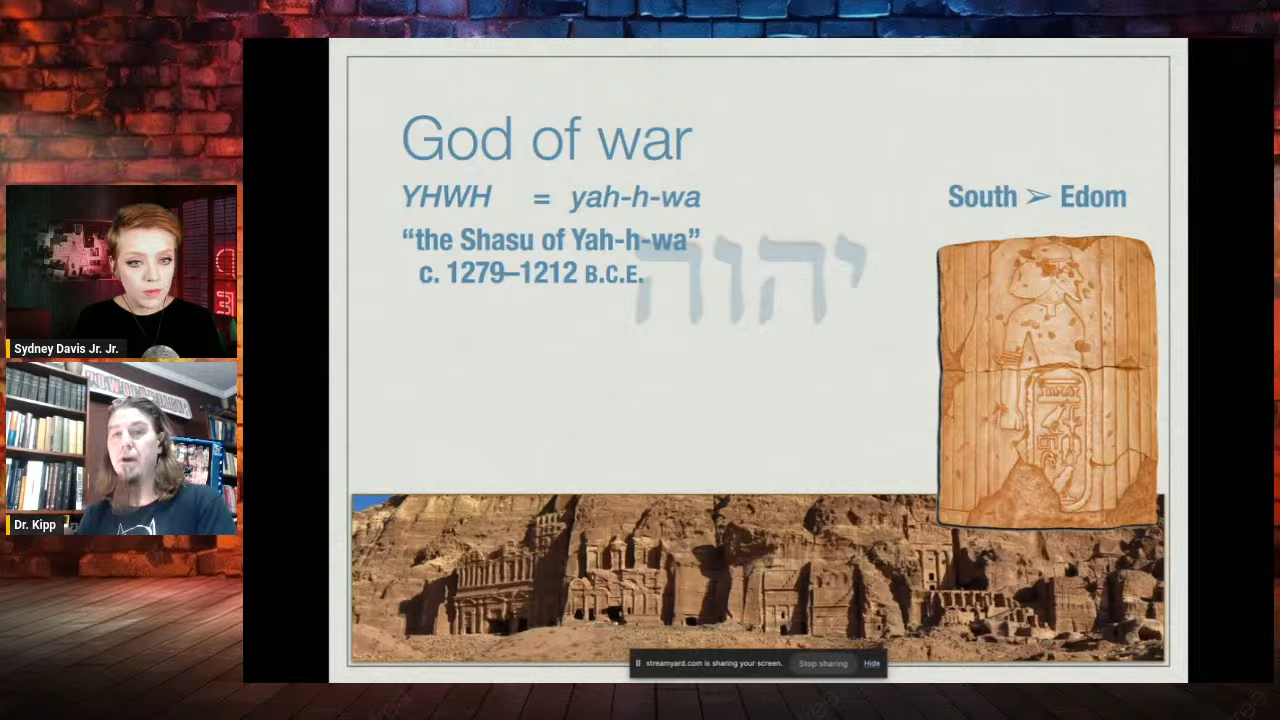 God of war
YHWH = yah-h-wa
South ➢ Edom
“the Shasu of Yah-h-wa”
c. 1279–1212 B.C.E.
יהוה
Sydney Davis Jr. Jr.
Dr. Kipp
streamyard.com is sharing your screen. Stop sharing Hide